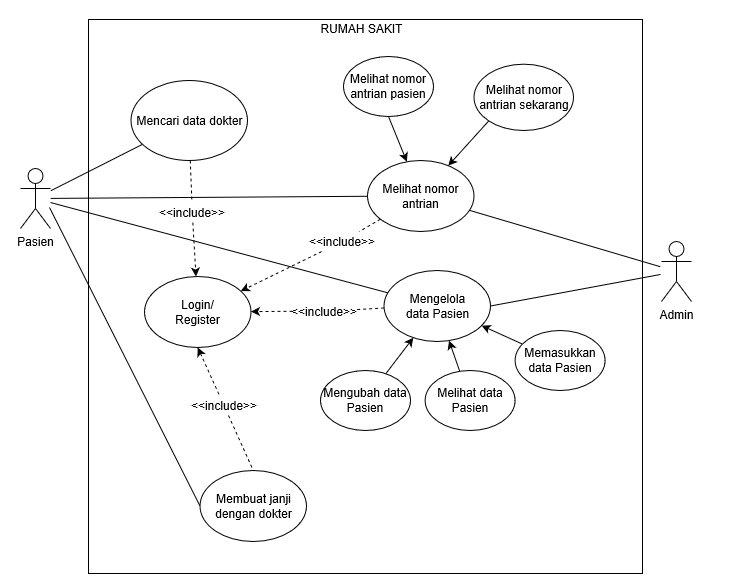 RUMAH SAKIT
Melihat nomor
antrian pasien
Melihat nomor
antrian sekarang
Mencari data dokter
Melihat nomor
antrian
<<include>>
<<include>>
Pasien
Login/
Register
Mengelola
data Pasien
<<include>>
Admin
Memasukkan
data Pasien
Mengubah data
Pasien
Melihat data
Pasien
<<include>>
Membuat janji
dengan dokter